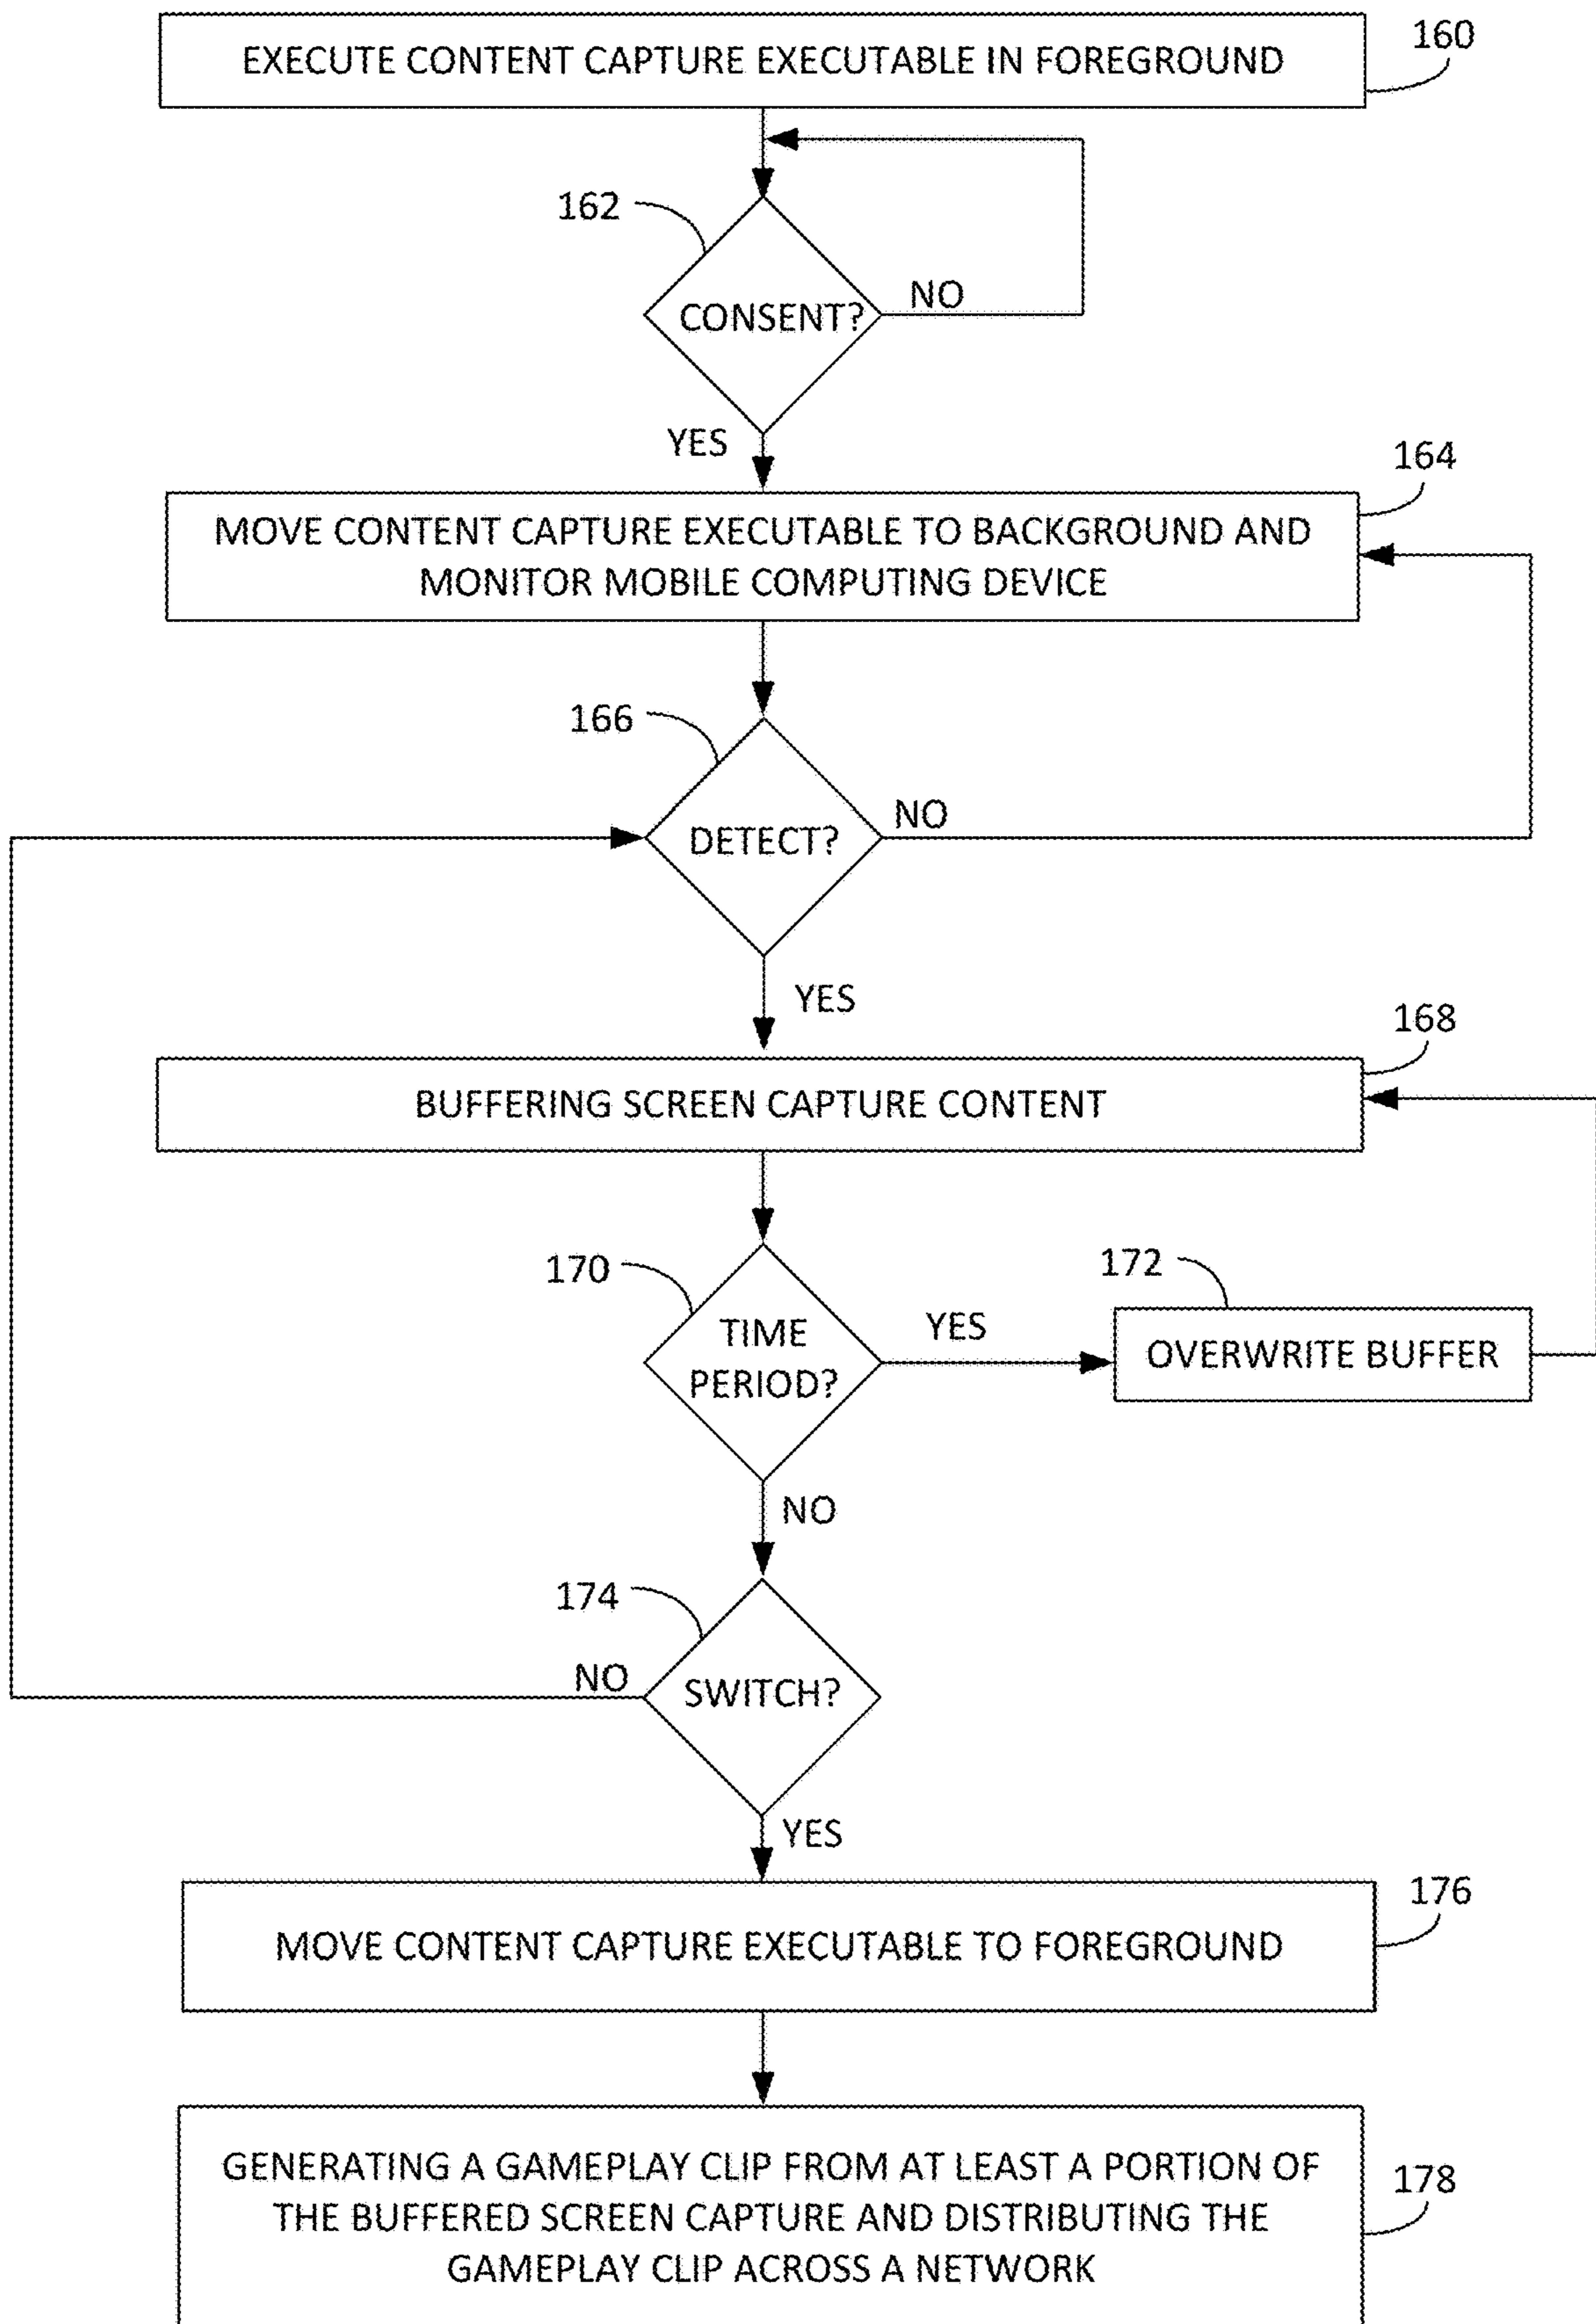 EXECUTE CONTENT CAPTURE EXECUTABLE IN FOREGROUND
160
162
CONSENT?
NO
YES
164
MOVE CONTENT CAPTURE EXECUTABLE TO BACKGROUND AND
MONITOR MOBILE COMPUTING DEVICE
166
DETECT?
NO
YES
168
BUFFERING SCREEN CAPTURE CONTENT
170
TIME
PERIOD?
YES
172
OVERWRITE BUFFER
NO
174
SWITCH?
NO
YES
176
MOVE CONTENT CAPTURE EXECUTABLE TO FOREGROUND
GENERATING A GAMEPLAY CLIP FROM AT LEAST A PORTION OF
THE BUFFERED SCREEN CAPTURE AND DISTRIBUTING THE
GAMEPLAY CLIP ACROSS A NETWORK
178